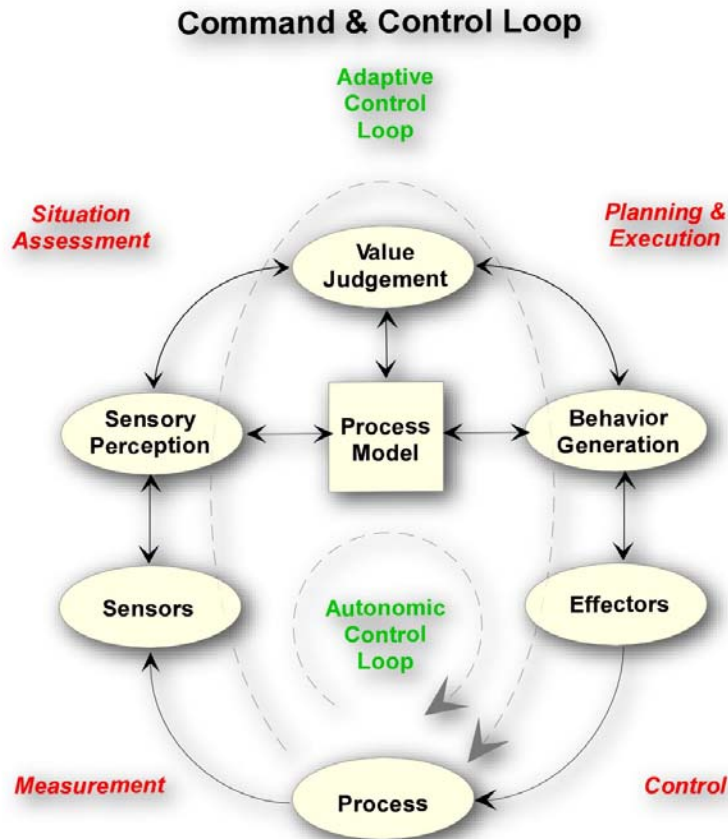 Command & Control Loop
Adaptive
Control
Loop
Situation
Assessment
Planning &
Execution
Value
Judgement
Sensory
Perception
Process
Model
Behavior
Generation
Sensors
Autonomic
Control
Loop
Effectors
Measurement
Process
Control